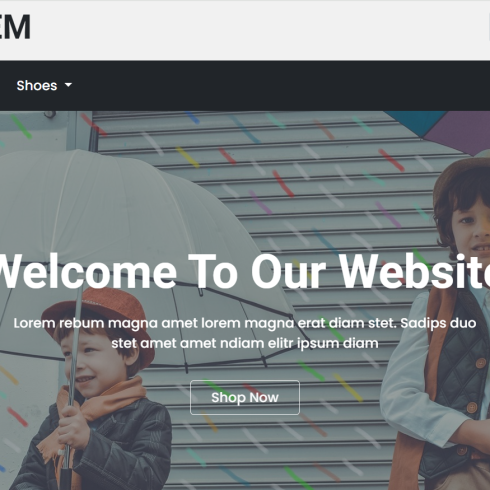 EM
Shoes
Welcome To Our Website
Lorem rebum magna amet lorem magna erat diam stet. Sadips duo
stet amet amet ndiam elitr ipsum diam
Shop Now